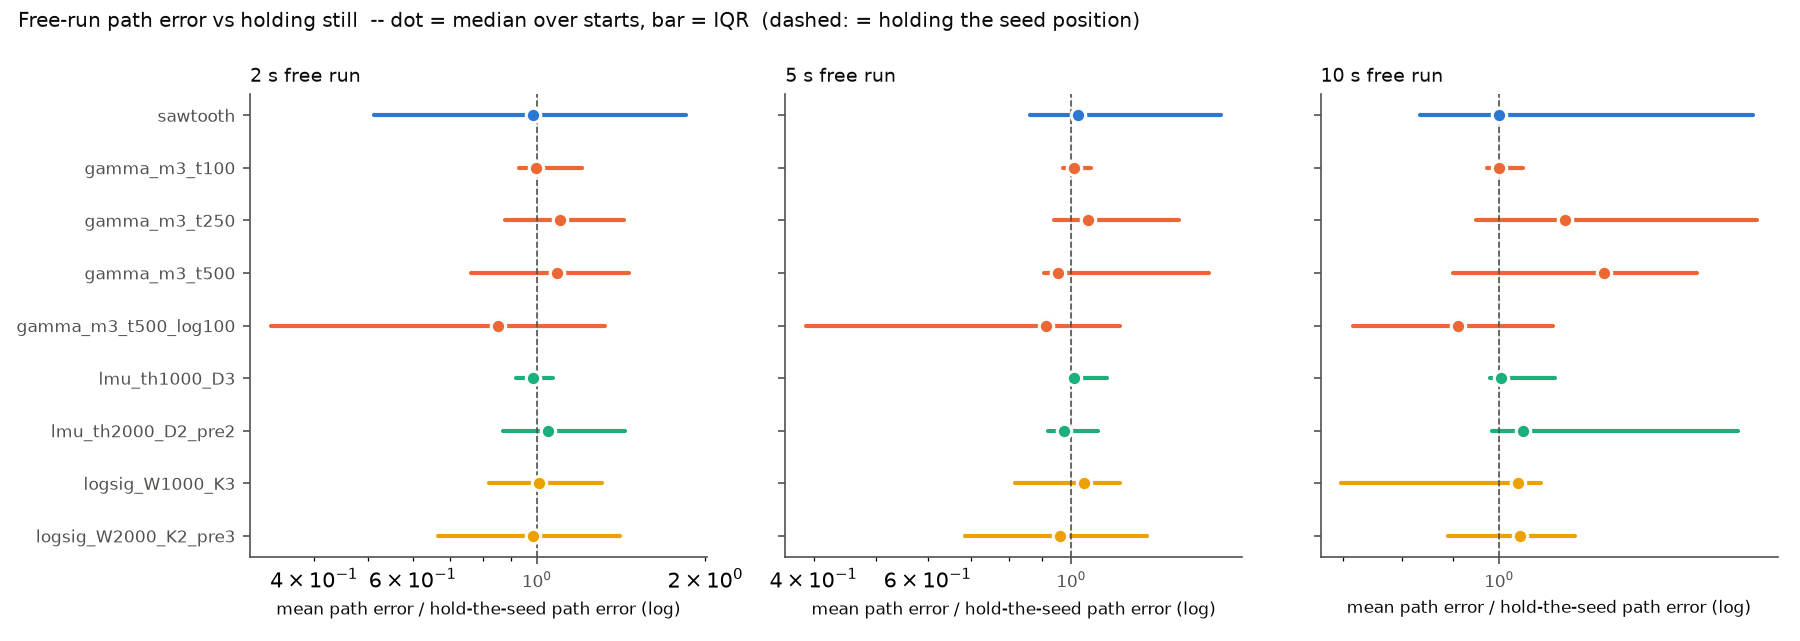 Free-run path error vs holding still  -- dot = median over starts, bar = IQR  (dashed: = holding the seed position)
2 s free run
5 s free run
10 s free run
sawtooth
gamma_m3_t100
gamma_m3_t250
gamma_m3_t500
gamma_m3_t500_log100
lmu_th1000_D3
lmu_th2000_D2_pre2
logsig_W1000_K3
logsig_W2000_K2_pre3
4 × 10⁻¹ 6 × 10⁻¹ 10⁰ 2 × 10⁰
4 × 10⁻¹ 6 × 10⁻¹ 10⁰
10⁰
mean path error / hold-the-seed path error (log)
mean path error / hold-the-seed path error (log)
mean path error / hold-the-seed path error (log)